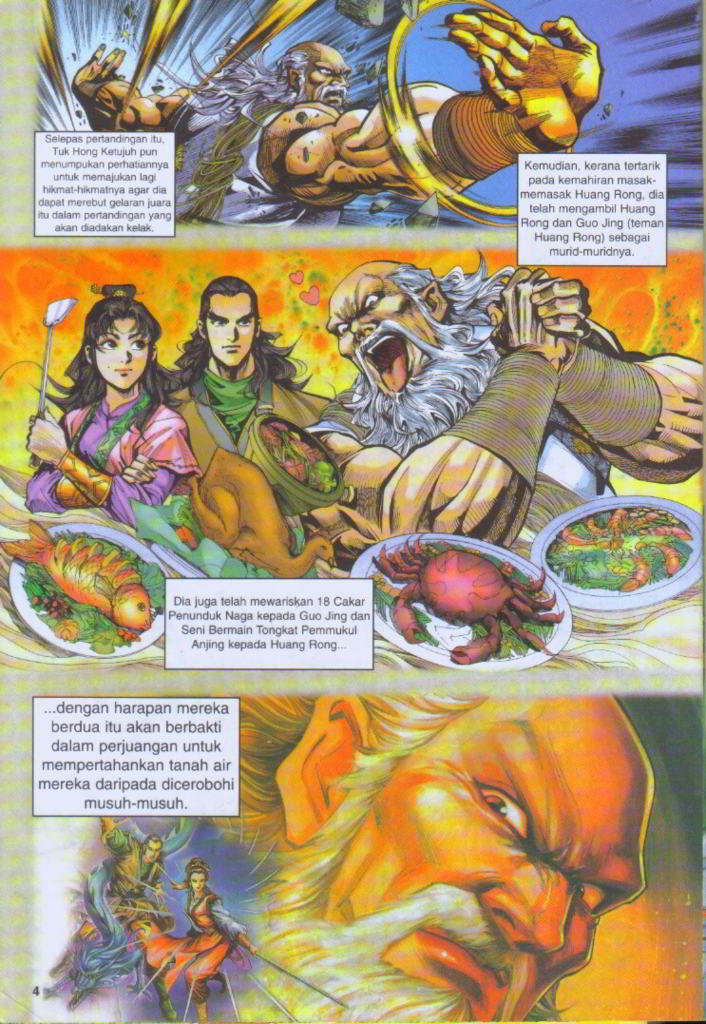 Selepas pertandingan itu,
Tuk Hong Ketujuh pun
menumpukan perhatiannya
untuk memajukan lagi
hikmat-hikmatnya agar dia
dapat merebut gelaran juara
itu dalam pertandingan yang
akan diadakan kelak.
Kemudian, kerana tertarik
pada kemahiran masak-
memasak Huang Rong, dia
telah mengambil Huang
Rong dan Guo Jing (teman
Huang Rong) sebagai
murid-muridnya.
Dia juga telah mewariskan 18 Cakar
Penunduk Naga kepada Guo Jing dan
Seni Bermain Tongkat Pemmukul
Anjing kepada Huang Rong...
...dengan harapan mereka
berdua itu akan berbakti
dalam perjuangan untuk
mempertahankan tanah air
mereka daripada dicerobohi
musuh-musuh.
4